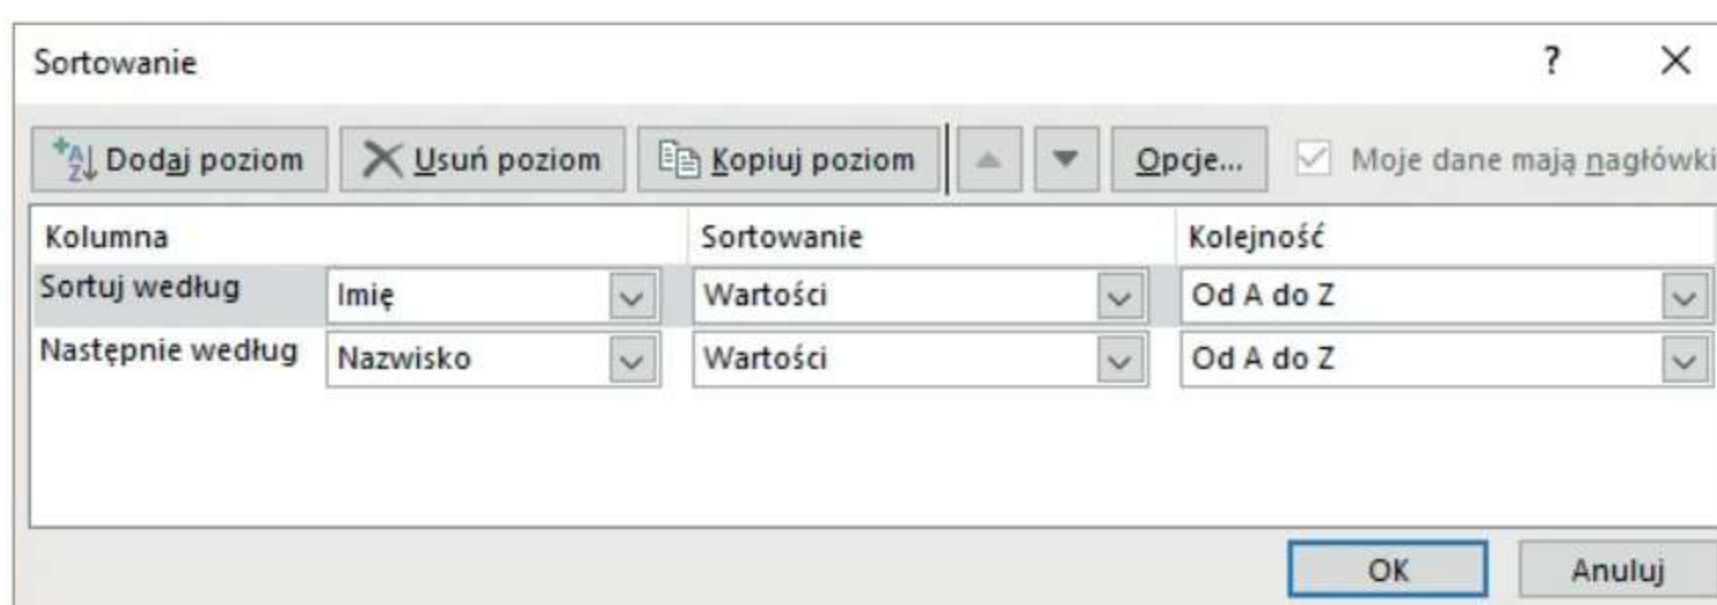 Sortowanie ?
Dodaj poziom Usuń poziom Kopiuj poziom Opcje... Moje dane mają nagłówki
Kolumna Sortowanie Kolejność
Sortuj według Imię Wartości Od A do Z
Następnie według Nazwisko Wartości Od A do Z
OK Anuluj